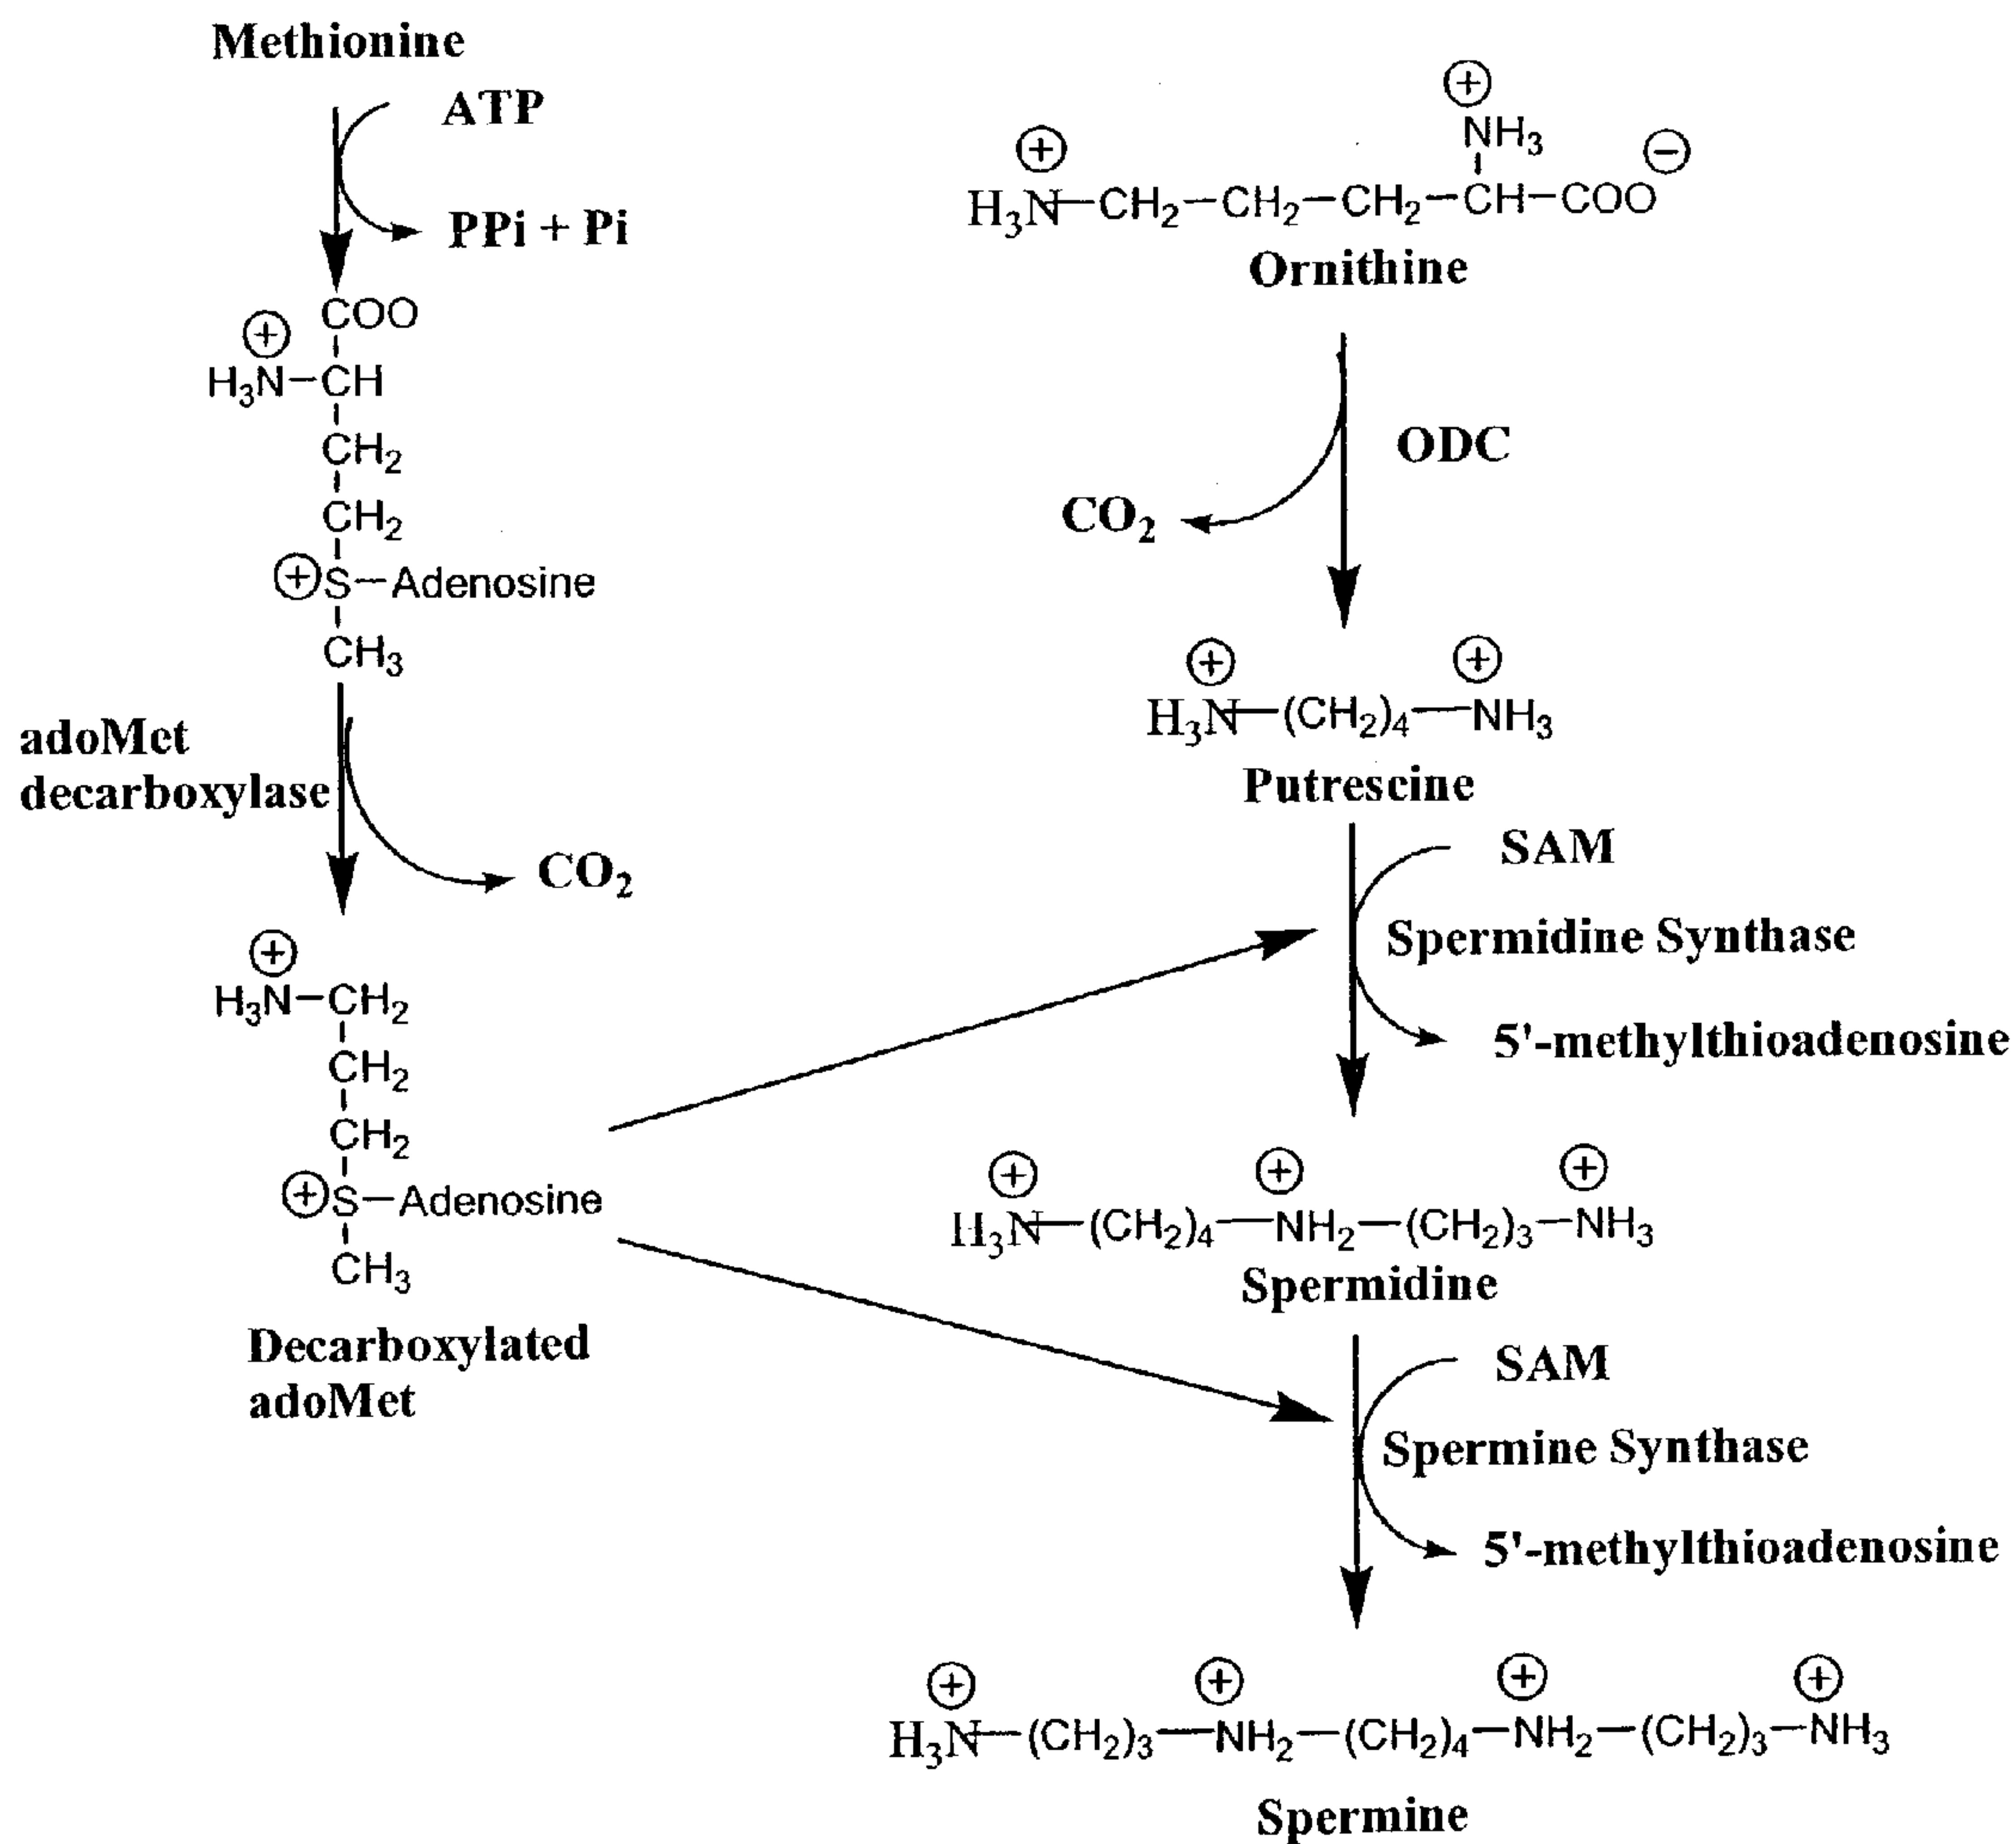 Methionine
ATP
PPi + Pi
COO
⊕
H₃N–CH
CH₂
CH₂
⊕S–Adenosine
CH₃
adoMet
decarboxylase
CO₂
⊕
H₃N–CH₂
CH₂
CH₂
⊕S–Adenosine
CH₃
Decarboxylated
adoMet
⊕
⊕ NH₃ ⊖
H₃N–CH₂–CH₂–CH₂–CH–COO
Ornithine
ODC
CO₂
⊕ ⊕
H₃N–(CH₂)₄–NH₃
Putrescine
SAM
Spermidine Synthase
5'-methylthioadenosine
⊕ ⊕ ⊕
H₃N–(CH₂)₄–NH₂–(CH₂)₃–NH₃
Spermidine
SAM
Spermine Synthase
5'-methylthioadenosine
⊕ ⊕ ⊕ ⊕
H₃N–(CH₂)₃–NH₂–(CH₂)₄–NH₂–(CH₂)₃–NH₃
Spermine